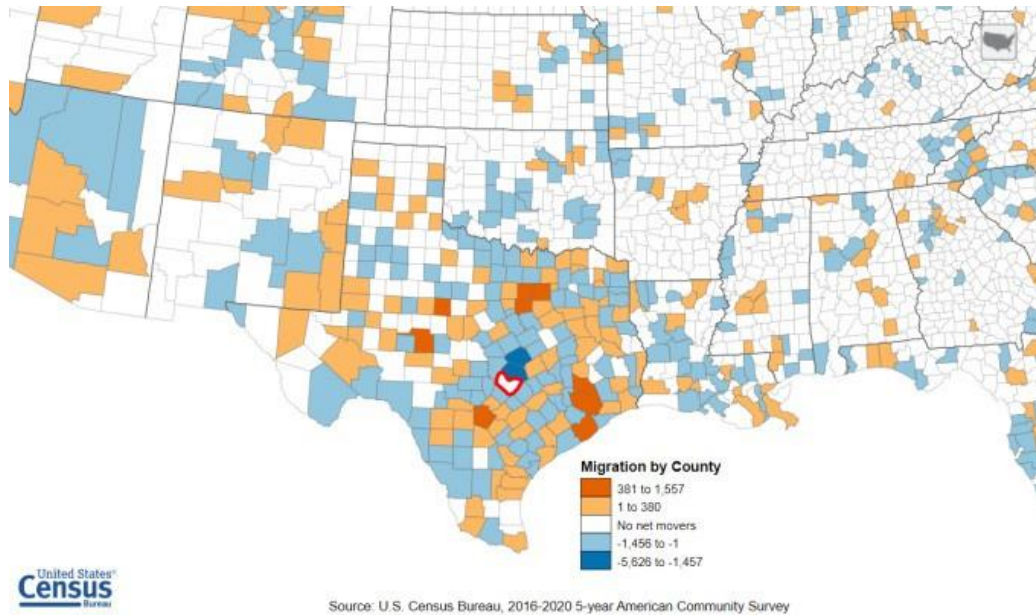 Migration by County
381 to 1,557
1 to 380
No net movers
-1,456 to -1
-5,626 to -1,457
United States®
Census
Bureau
Source: U.S. Census Bureau, 2016-2020 5-year American Community Survey